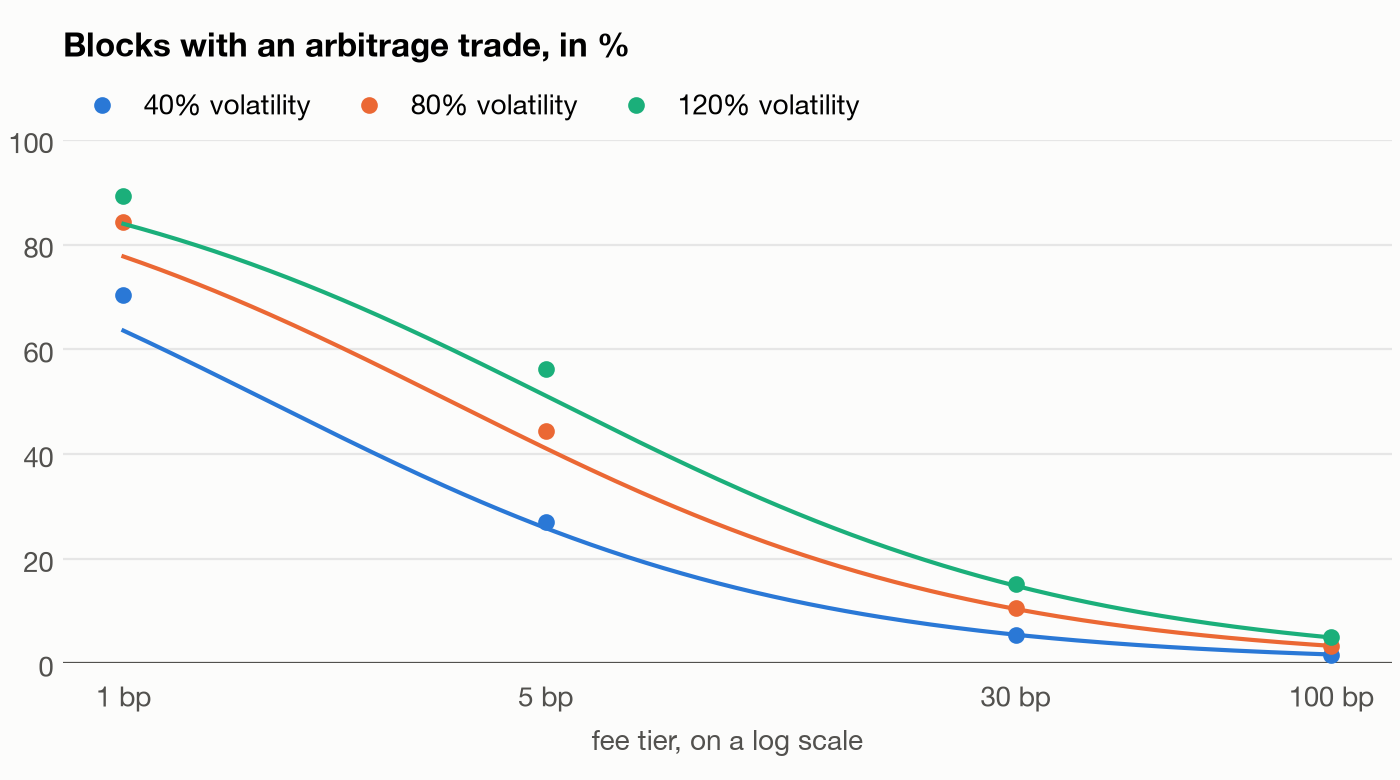 Blocks with an arbitrage trade, in %
40% volatility 80% volatility 120% volatility
100
80
60
40
20
0
1 bp 5 bp 30 bp 100 bp
fee tier, on a log scale